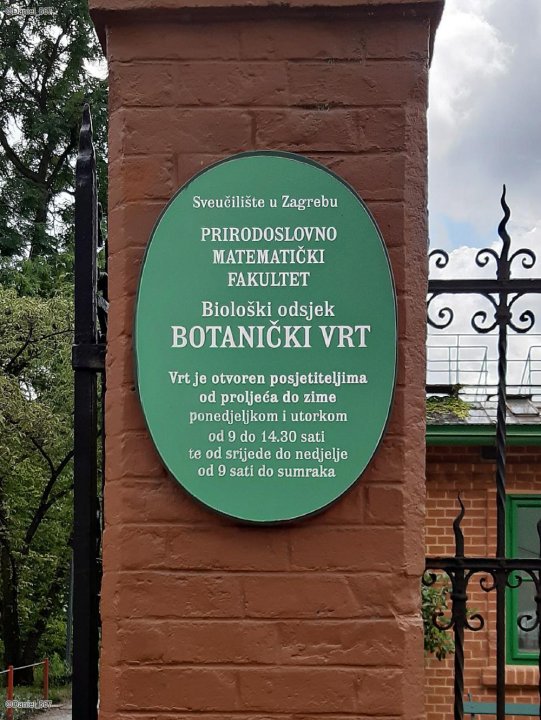 Sveučilište u Zagrebu
PRIRODOSLOVNO
MATEMATIČKI
FAKULTET
Biološki odsjek
BOTANIČKI VRT
Vrt je otvoren posjetiteljima
od proljeća do zime
ponedjeljkom i utorkom
od 9 do 14.30 sati
te od srijede do nedjelje
od 9 sati do sumraka